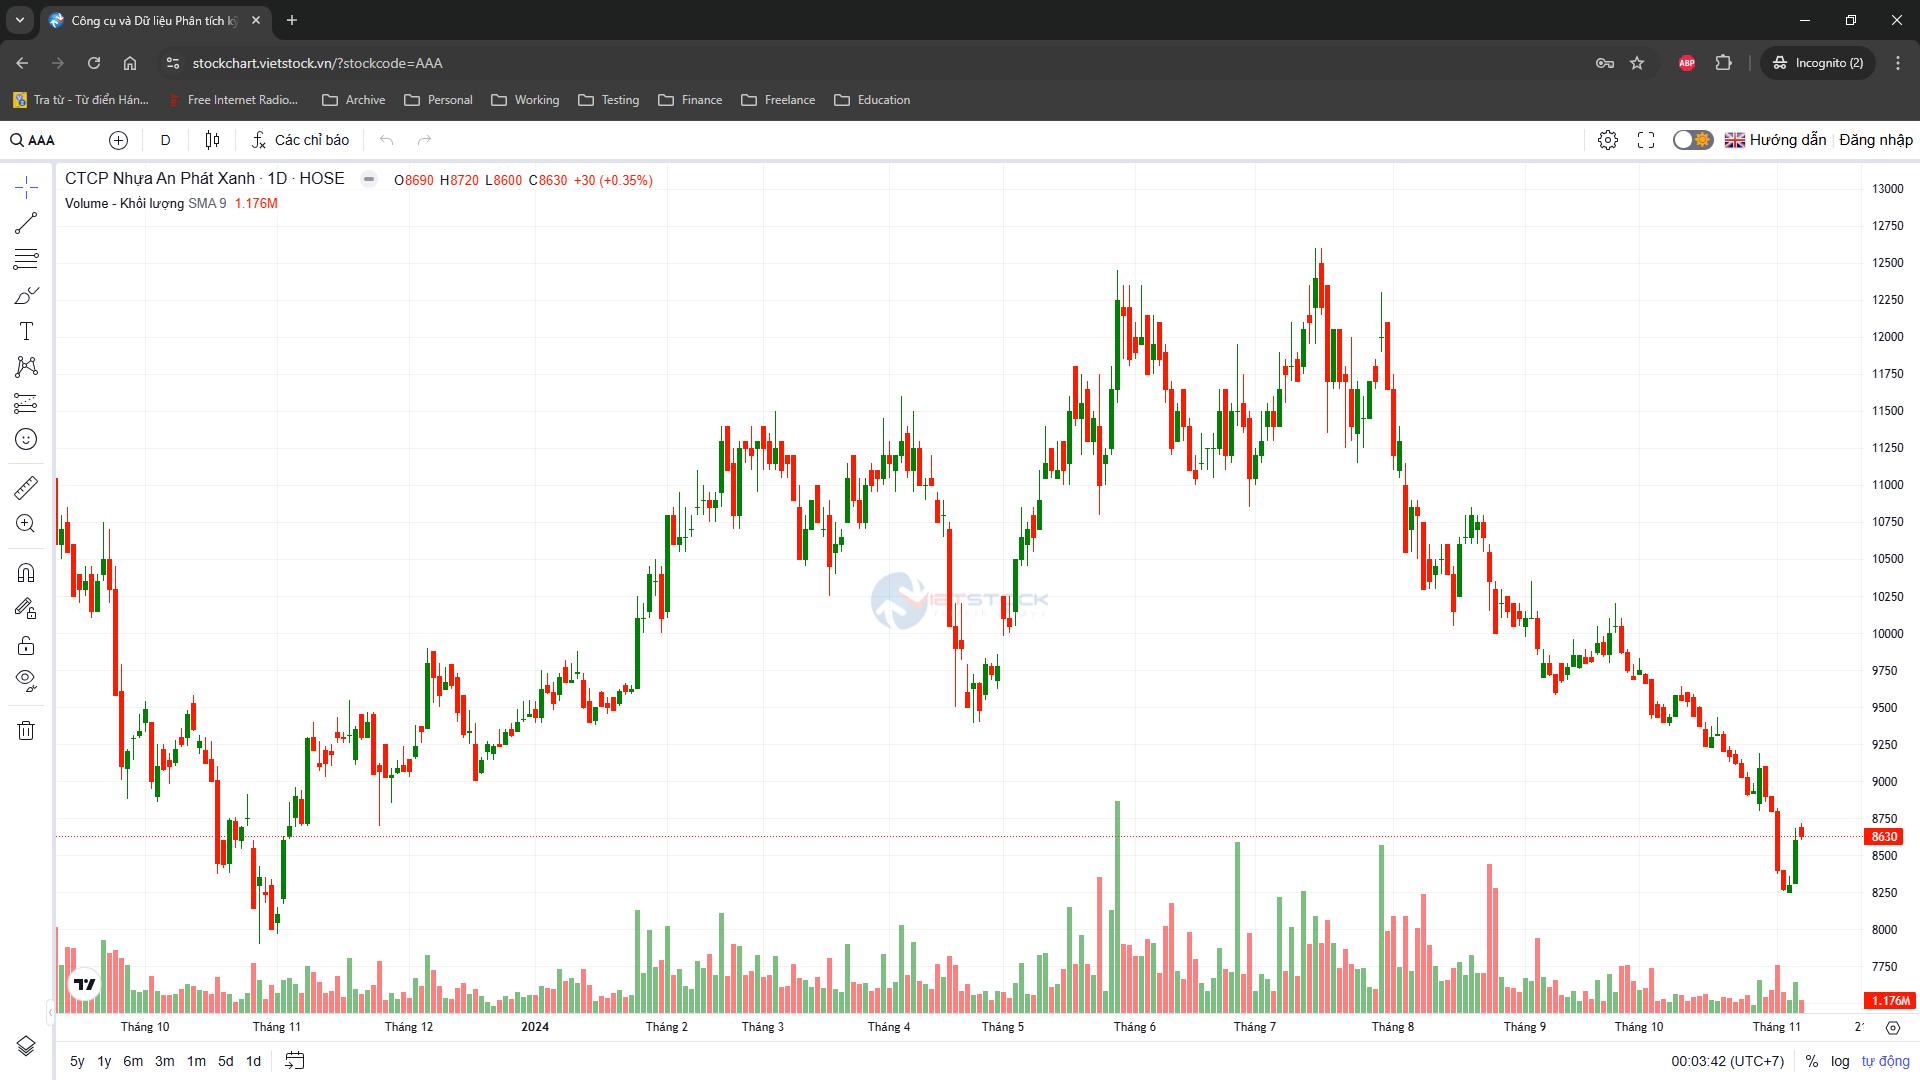 Công cụ và Dữ liệu Phân tích kỹ
stockchart.vietstock.vn/?stockcode=AAA
ABP
Incognito (2)
Tra từ - Từ điển Hán...
Free Internet Radio...
Archive
Personal
Working
Testing
Finance
Freelance
Education
AAA
D
Các chỉ báo
Hướng dẫn
Đăng nhập
CTCP Nhựa An Phát Xanh · 1D · HOSE
O8690 H8720 L8600 C8630 +30 (+0.35%)
Volume - Khối lượng SMA 9 1.176M
13000
12750
12500
12250
12000
11750
11500
11250
11000
10750
10500
10250
10000
9750
9500
9250
9000
8750
8630
8500
8250
8000
7750
1.176M
VIETSTOCK
Tháng 10
Tháng 11
Tháng 12
2024
Tháng 2
Tháng 3
Tháng 4
Tháng 5
Tháng 6
Tháng 7
Tháng 8
Tháng 9
Tháng 10
Tháng 11
21
5y 1y 6m 3m 1m 5d 1d
00:03:42 (UTC+7)
% log tự động